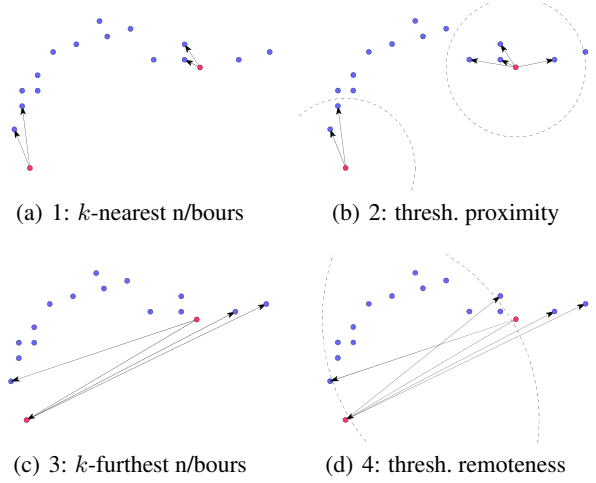 (a) 1: k-nearest n/bours
(b) 2: thresh. proximity
(c) 3: k-furthest n/bours
(d) 4: thresh. remoteness